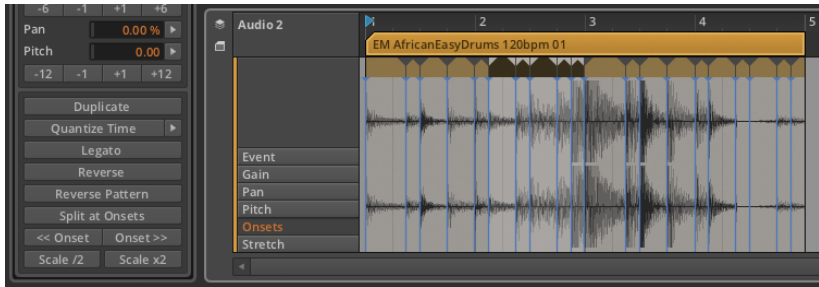 -6 -1 +1 +6
Pan 0.00 %
Pitch 0.00
-12 -1 +1 +12
Duplicate
Quantize Time
Legato
Reverse
Reverse Pattern
Split at Onsets
<< Onset Onset >>
Scale /2 Scale x2
Audio 2
1 2 3 4 5
EM AfricanEasyDrums 120bpm 01
Event
Gain
Pan
Pitch
Onsets
Stretch